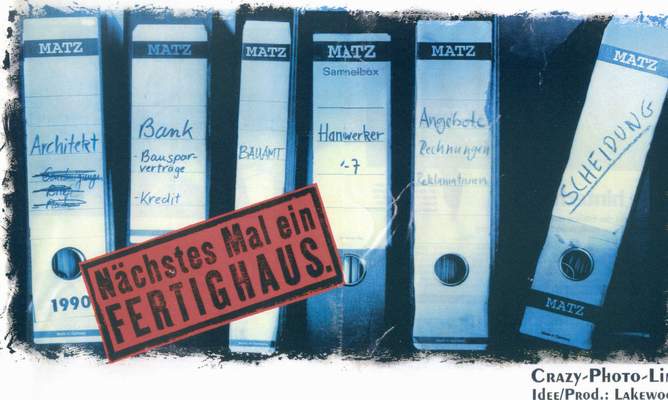 MATZ
Architekt
1990
MATZ
Bank
- Bauspar-
verträge
- Kredit
MATZ
BAUAMT
MATZ
Sammelbox
Hanwerker
1-7
MATZ
Angebote
Rechnungen
Reklamationen
MATZ
SCHEIDUNG
MATZ
Nächstes Mal ein
FERTIGHAUS.
CRAZY-PHOTO-LI
IDEE/PROD.: LAKEWOO